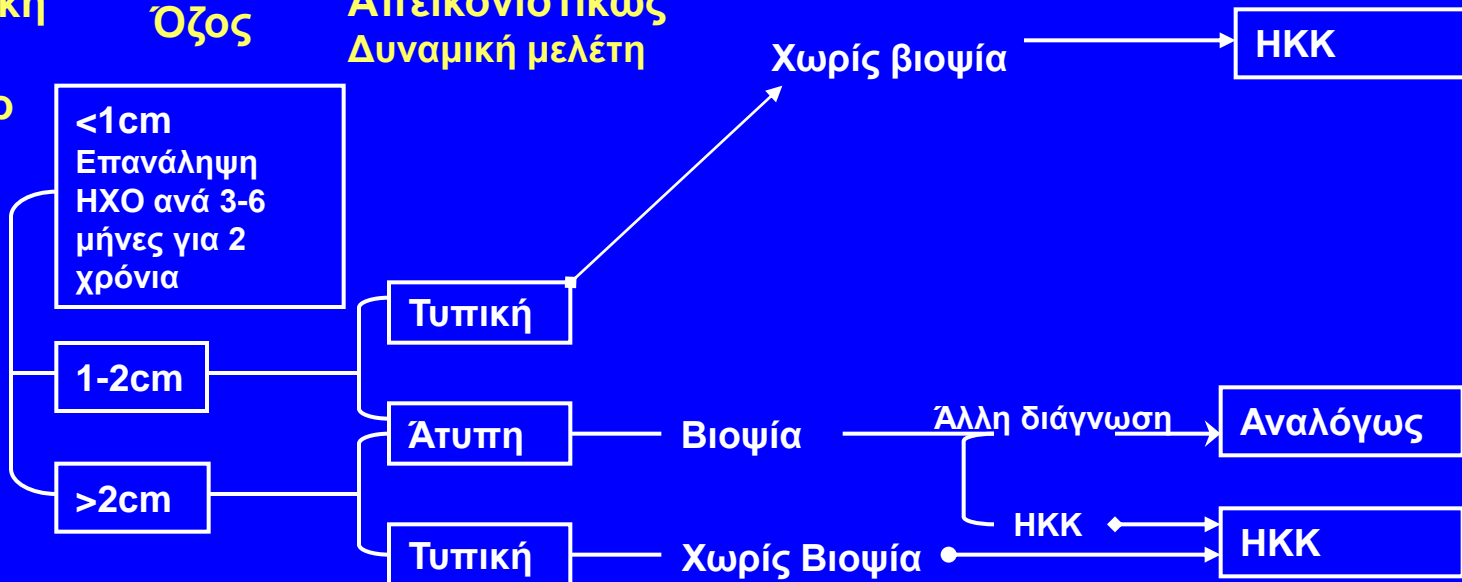 Όζος
Απεικονιστικώς
Δυναμική μελέτη
Χωρίς βιοψία
ΗΚΚ
<1cm
Επανάληψη
ΗΧΟ ανά 3-6
μήνες για 2
χρόνια
Τυπική
1-2cm
Άτυπη
Βιοψία
Άλλη διάγνωση
Αναλόγως
>2cm
ΗΚΚ
ΗΚΚ
Τυπική
Χωρίς Βιοψία